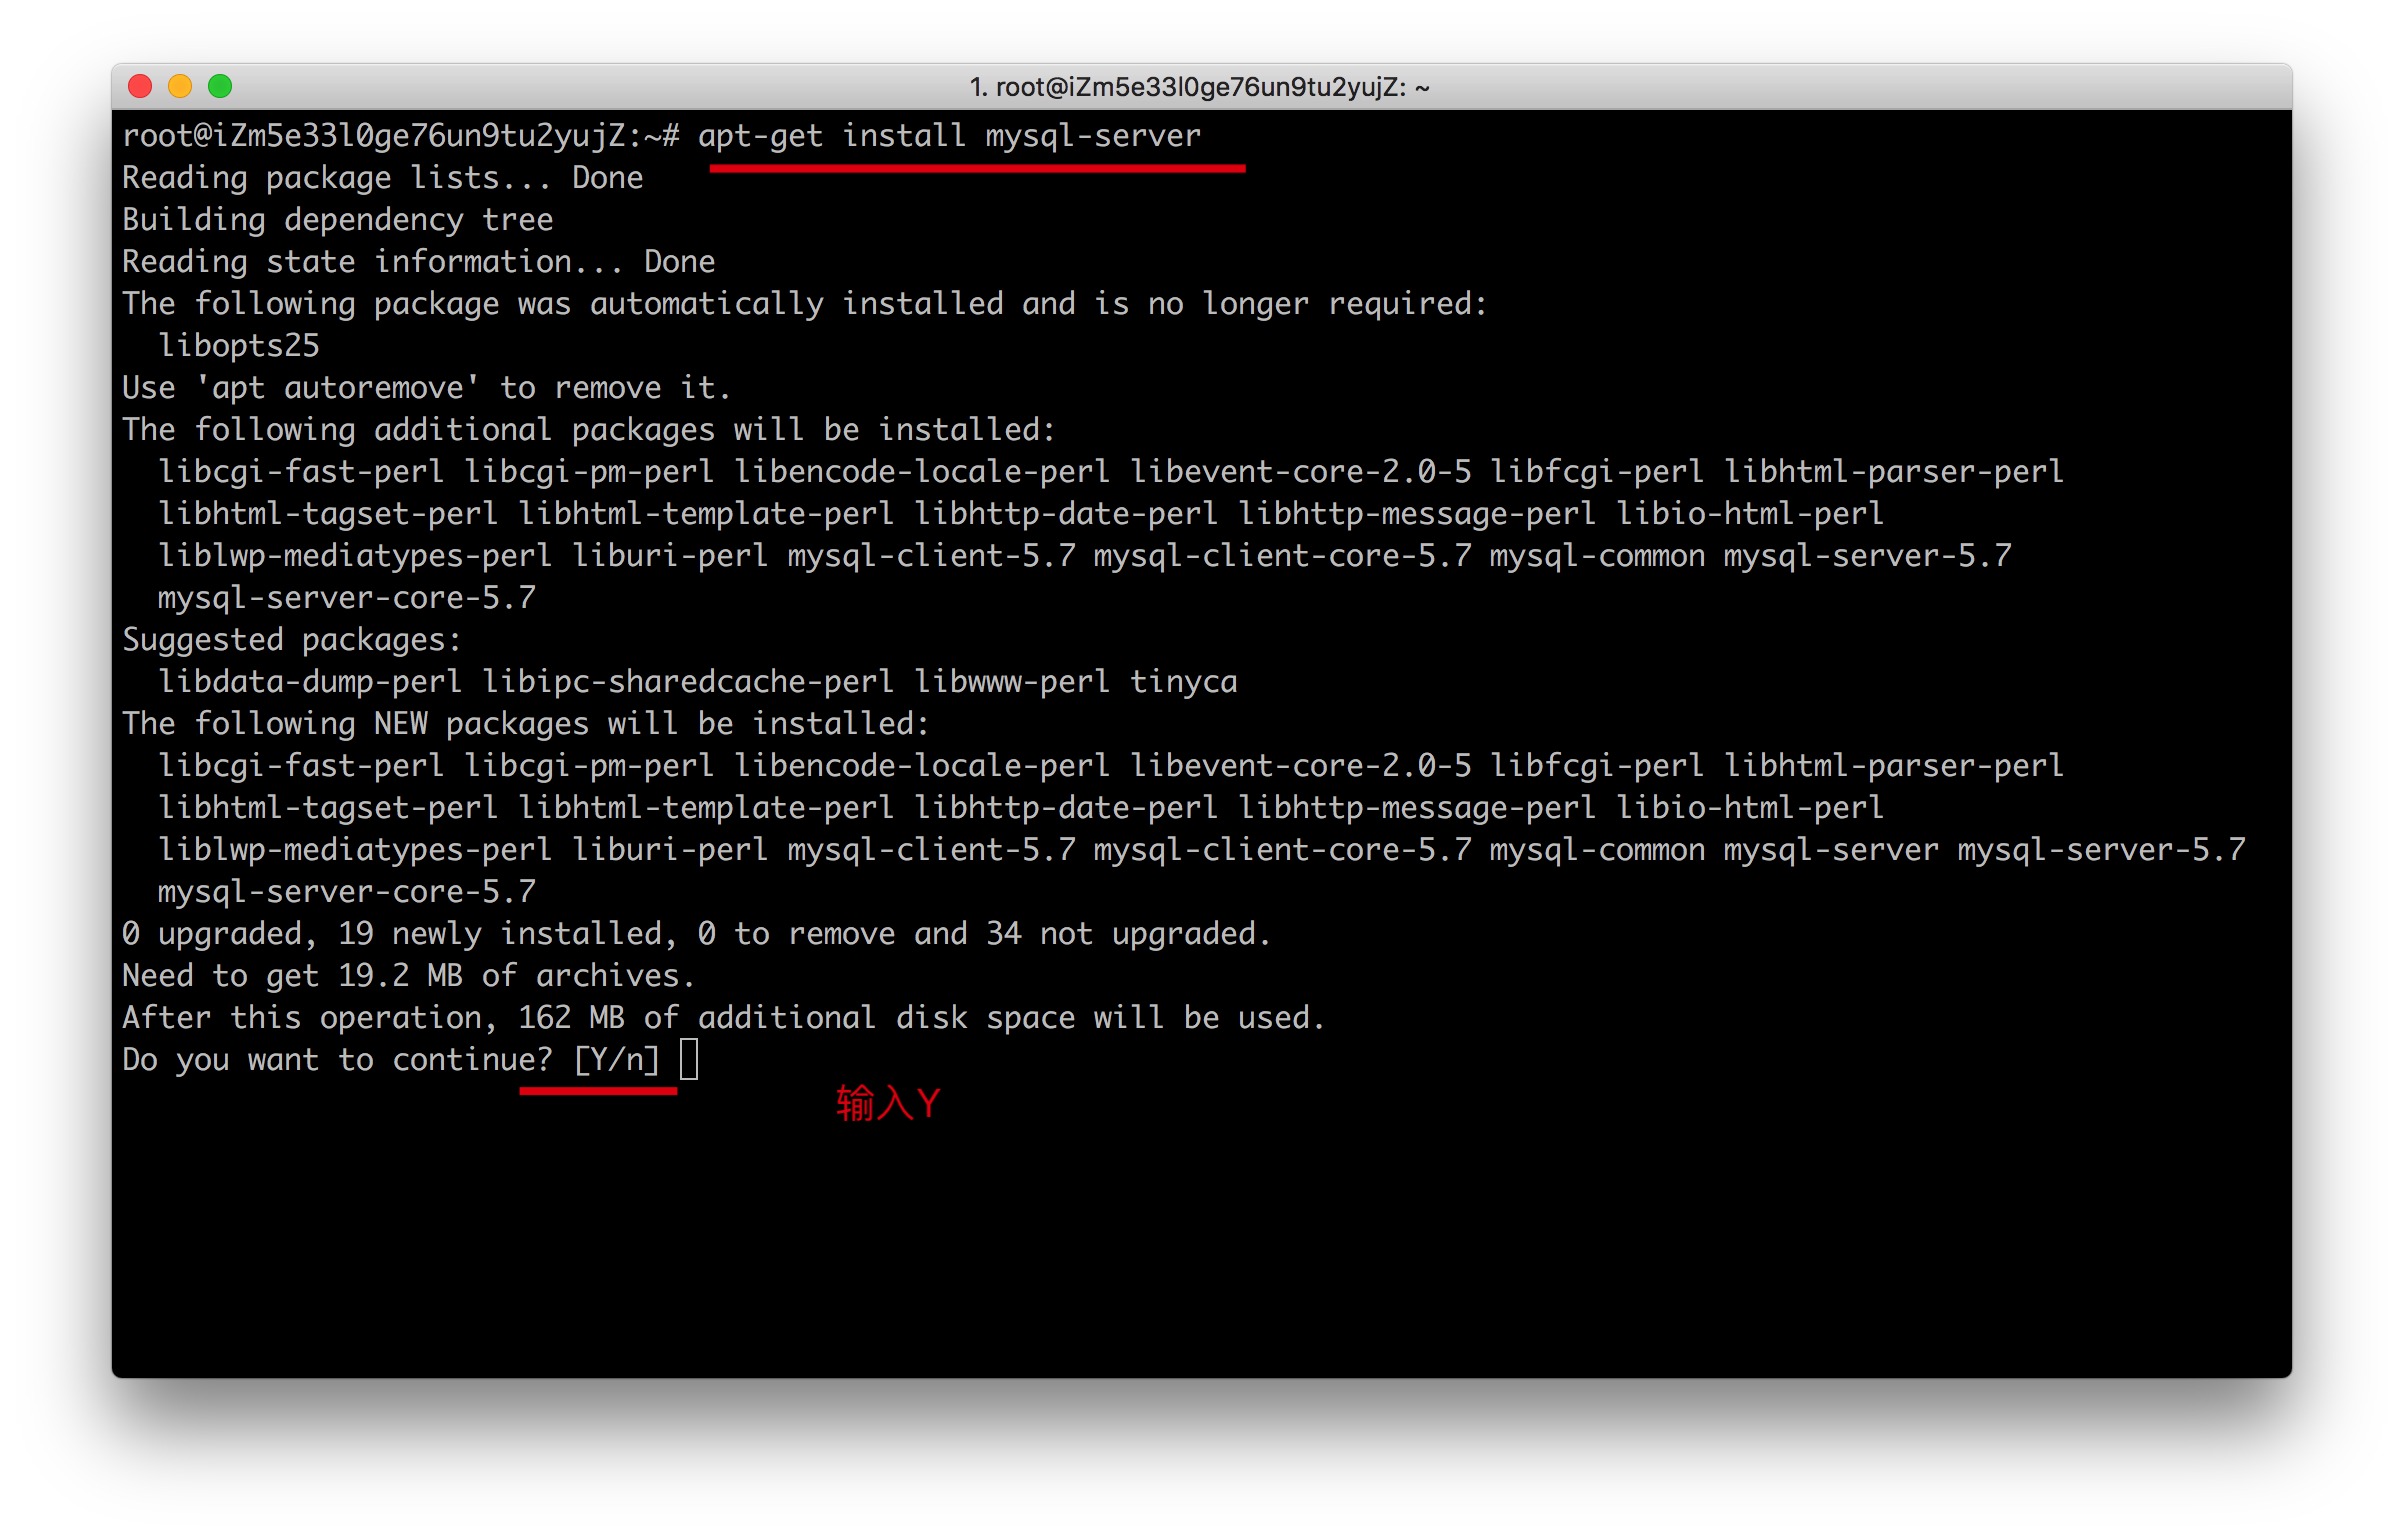 1. root@iZm5e33l0ge76un9tu2yujZ: ~
root@iZm5e33l0ge76un9tu2yujZ:~# apt-get install mysql-server
Reading package lists... Done
Building dependency tree
Reading state information... Done
The following package was automatically installed and is no longer required:
  libopts25
Use 'apt autoremove' to remove it.
The following additional packages will be installed:
  libcgi-fast-perl libcgi-pm-perl libencode-locale-perl libevent-core-2.0-5 libfcgi-perl libhtml-parser-perl
  libhtml-tagset-perl libhtml-template-perl libhttp-date-perl libhttp-message-perl libio-html-perl
  liblwp-mediatypes-perl liburi-perl mysql-client-5.7 mysql-client-core-5.7 mysql-common mysql-server-5.7
  mysql-server-core-5.7
Suggested packages:
  libdata-dump-perl libipc-sharedcache-perl libwww-perl tinyca
The following NEW packages will be installed:
  libcgi-fast-perl libcgi-pm-perl libencode-locale-perl libevent-core-2.0-5 libfcgi-perl libhtml-parser-perl
  libhtml-tagset-perl libhtml-template-perl libhttp-date-perl libhttp-message-perl libio-html-perl
  liblwp-mediatypes-perl liburi-perl mysql-client-5.7 mysql-client-core-5.7 mysql-common mysql-server mysql-server-5.7
  mysql-server-core-5.7
0 upgraded, 19 newly installed, 0 to remove and 34 not upgraded.
Need to get 19.2 MB of archives.
After this operation, 162 MB of additional disk space will be used.
Do you want to continue? [Y/n]
输入Y